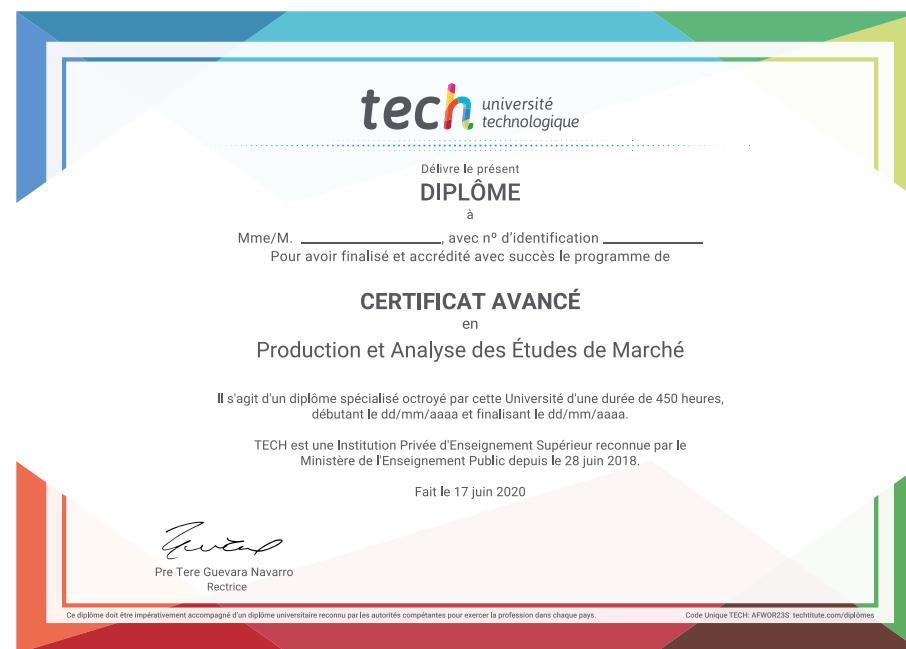 tech université
technologique
Délivre le présent
DIPLÔME
à
Mme/M. ____________________, avec nº d'identification ______________
Pour avoir finalisé et accrédité avec succès le programme de
CERTIFICAT AVANCÉ
en
Production et Analyse des Études de Marché
Il s'agit d'un diplôme spécialisé octroyé par cette Université d'une durée de 450 heures,
débutant le dd/mm/aaaa et finalisant le dd/mm/aaaa.
TECH est une Institution Privée d'Enseignement Supérieur reconnue par le
Ministère de l'Enseignement Public depuis le 28 juin 2018.
Fait le 17 juin 2020
Pre Tere Guevara Navarro
Rectrice
Ce diplôme doit être impérativement accompagné d'un diplôme universitaire reconnu par les autorités compétantes pour exercer la profession dans chaque pays.
Code Unique TECH: AFWOR23S techtitute.com/diplômes